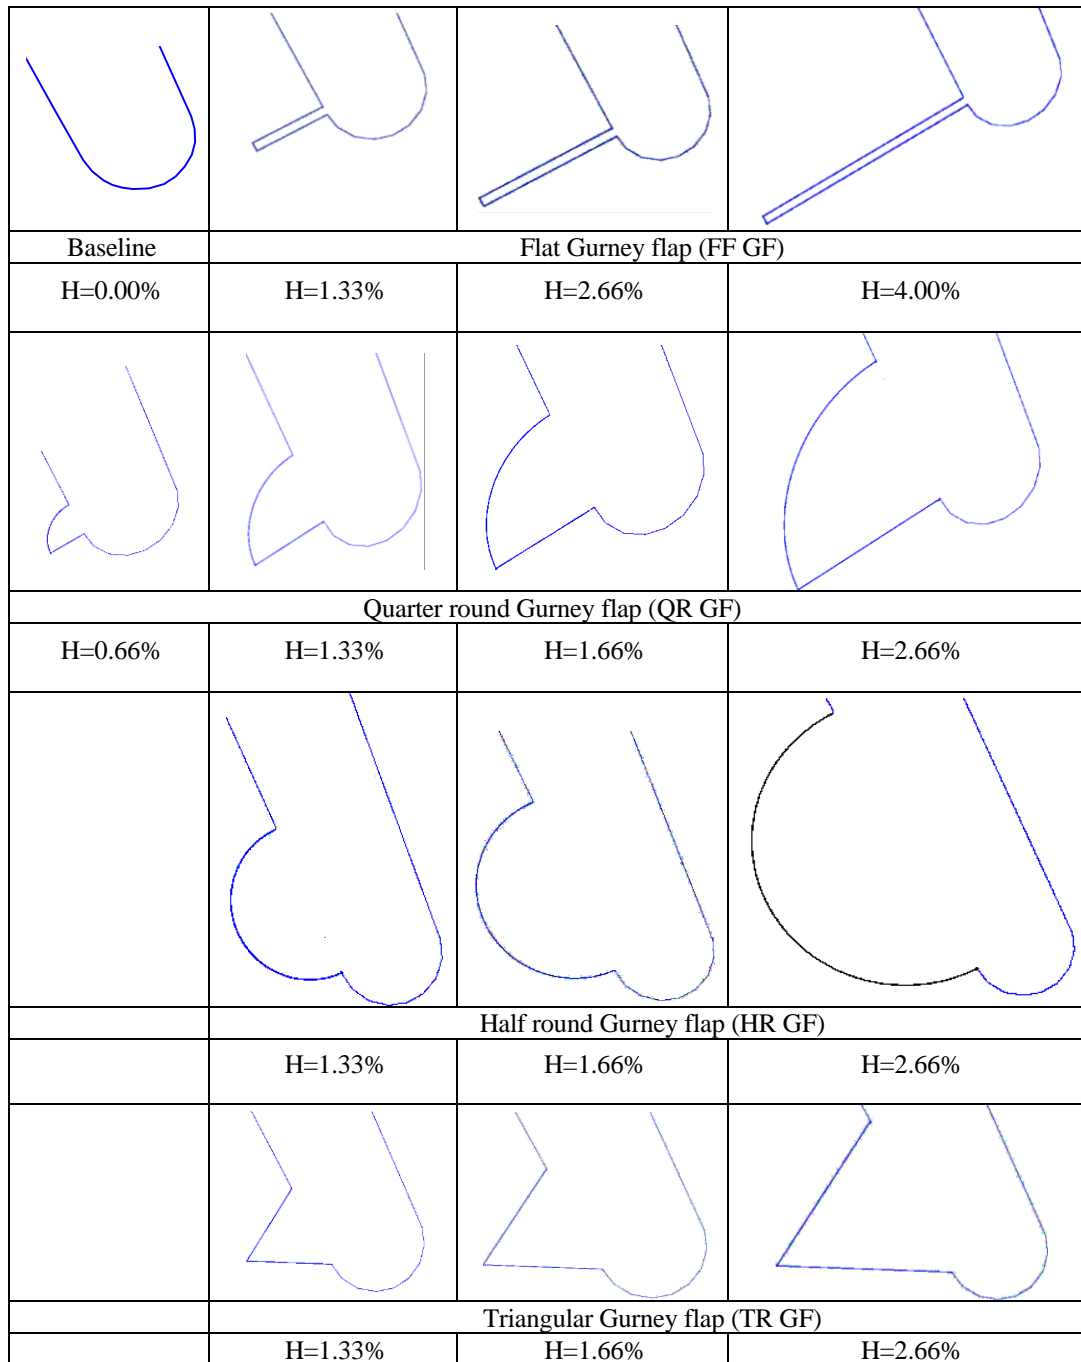 Baseline Flat Gurney flap (FF GF)
H=0.00% H=1.33% H=2.66% H=4.00%
Quarter round Gurney flap (QR GF)
H=0.66% H=1.33% H=1.66% H=2.66%
Half round Gurney flap (HR GF)
H=1.33% H=1.66% H=2.66%
Triangular Gurney flap (TR GF)
H=1.33% H=1.66% H=2.66%